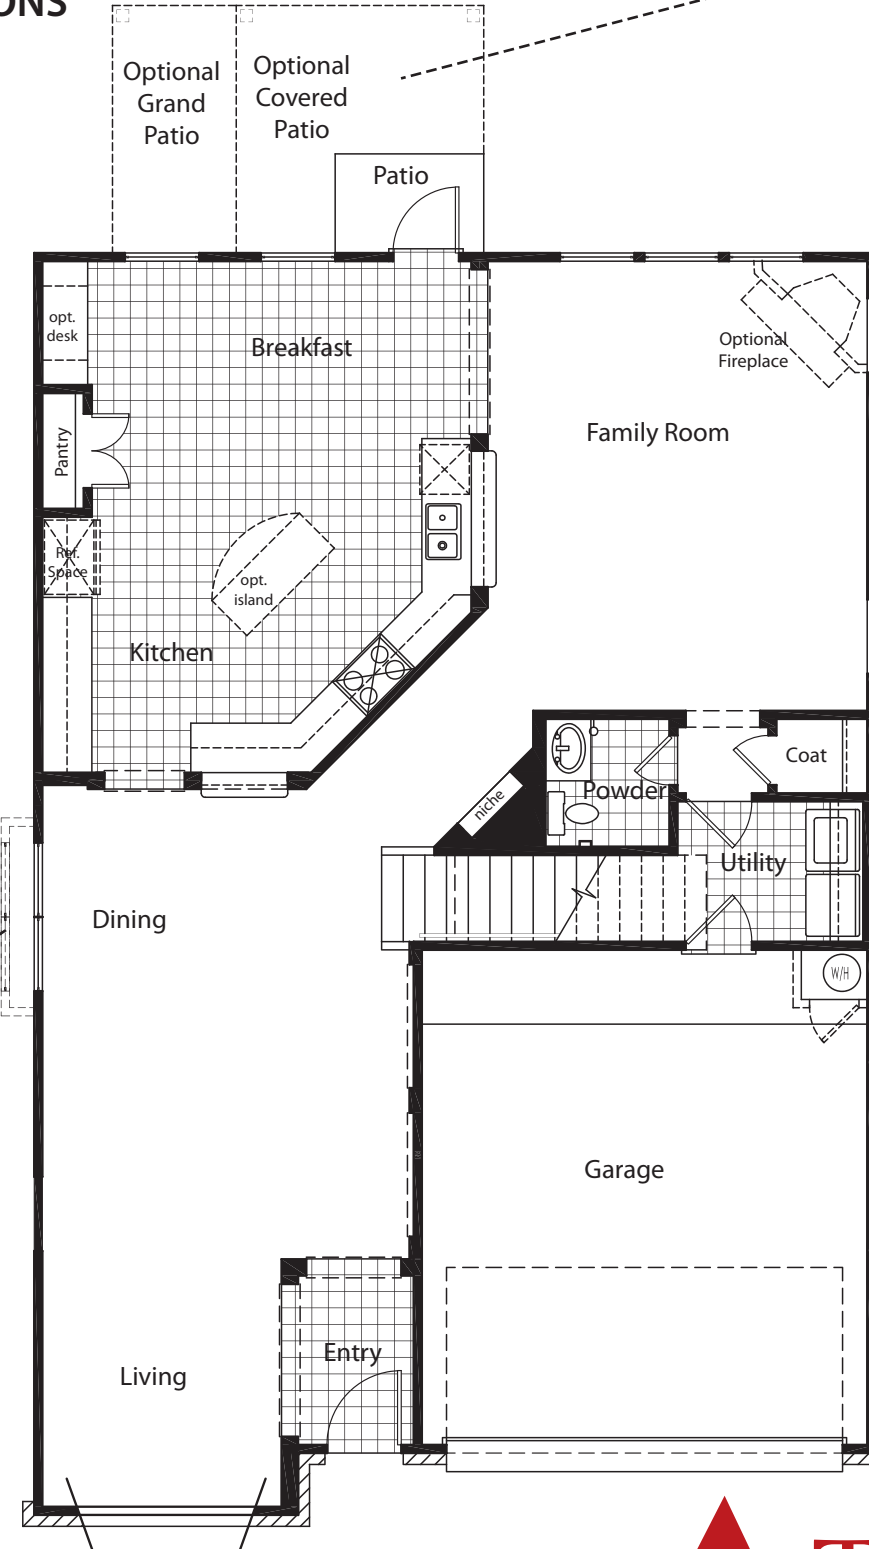 ONS
Optional
Grand
Patio
Optional
Covered
Patio
Patio
opt.
desk
Breakfast
Optional
Fireplace
Family Room
Pantry
Ref.
Space
opt.
island
Kitchen
Coat
niche
Powder
Utility
Dining
W/H
Garage
Entry
Living
T